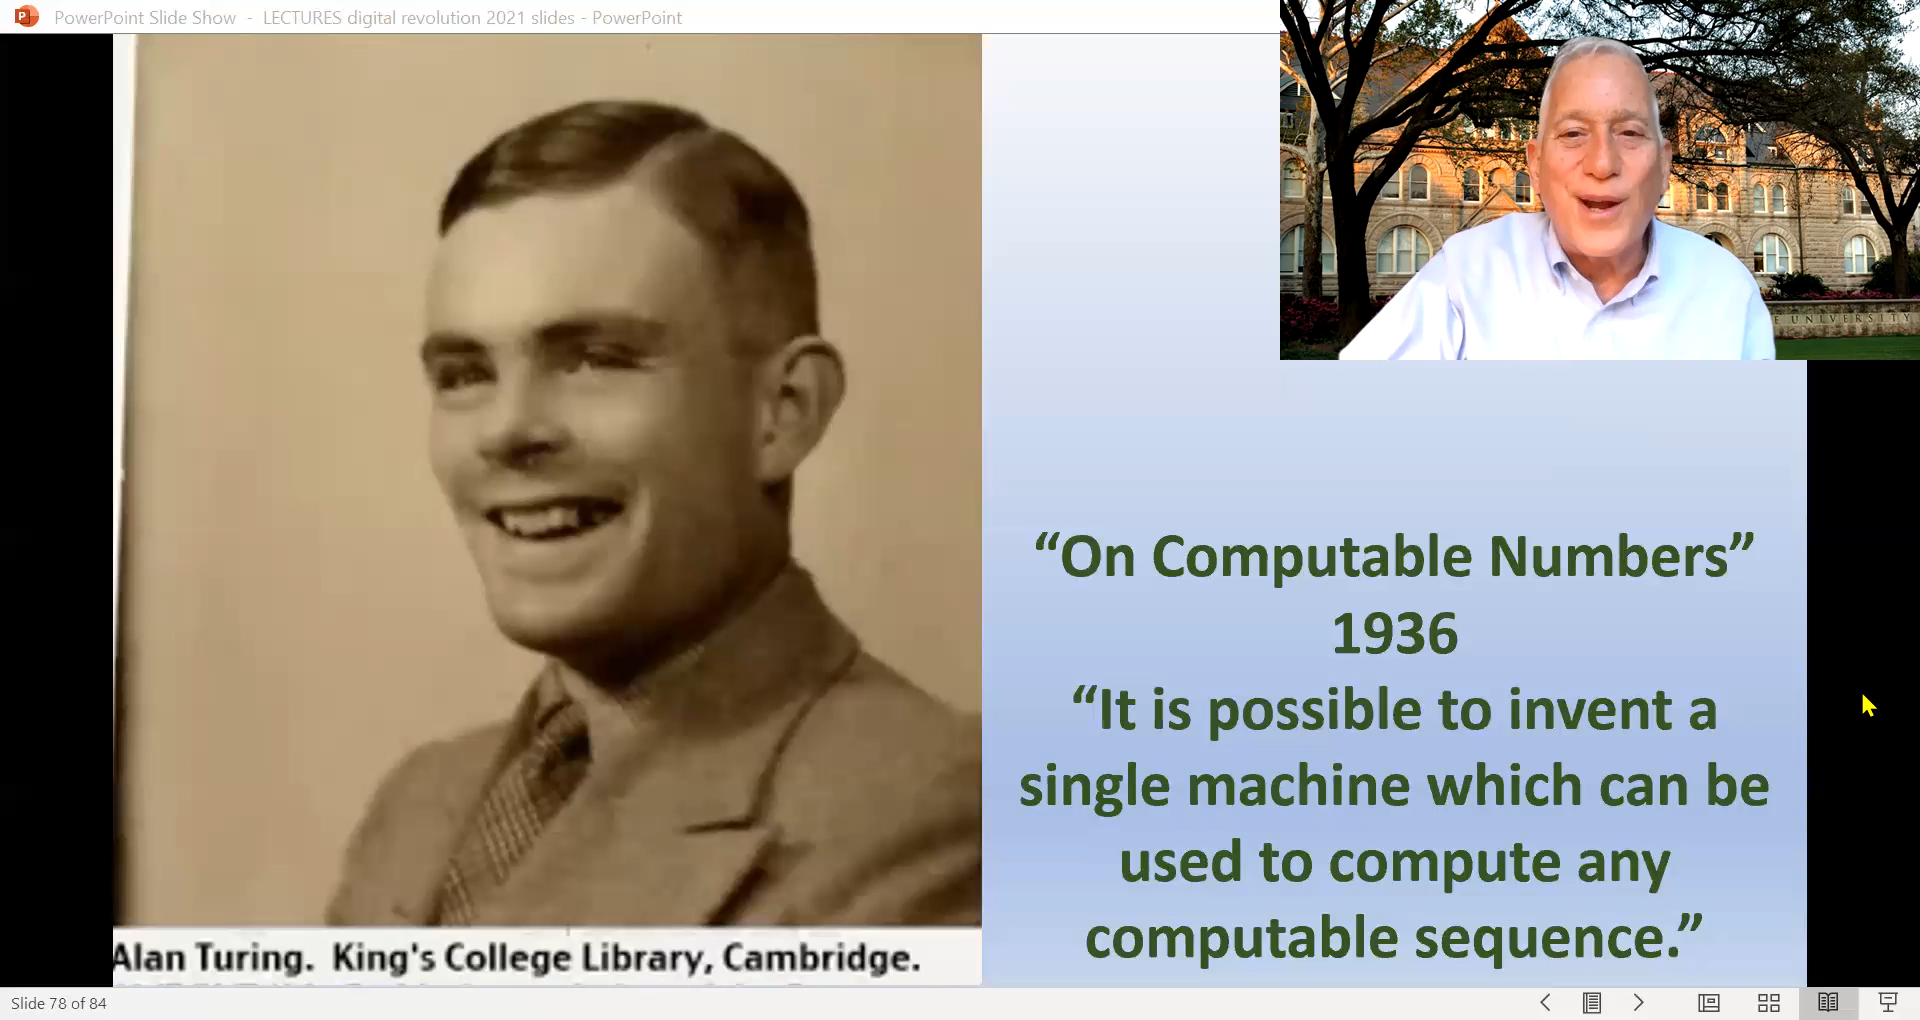 PowerPoint Slide Show - LECTURES digital revolution 2021 slides - PowerPoint
E UNIVERSITY
“On Computable Numbers”
1936
“It is possible to invent a
single machine which can be
used to compute any
computable sequence.”
Alan Turing. King's College Library, Cambridge.
Slide 78 of 84